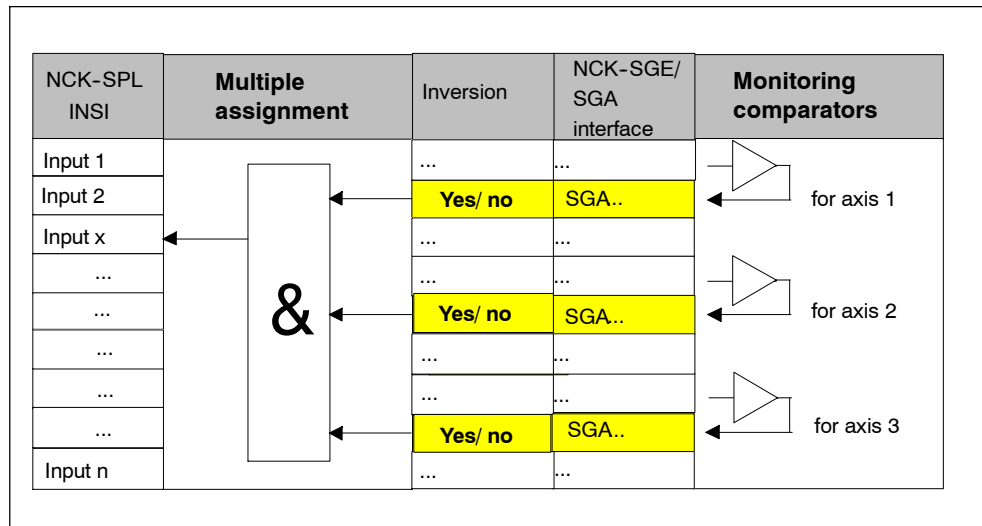 NCK-SPL INSI Multiple assignment Inversion NCK-SGE/ SGA interface Monitoring comparators
Input 1 ... ...
Input 2 Yes/ no SGA.. for axis 1
Input x ... ...
... ... ...
... & Yes/ no SGA... for axis 2
... ... ...
... ... ...
... Yes/ no SGA.. for axis 3
Input n ... ...